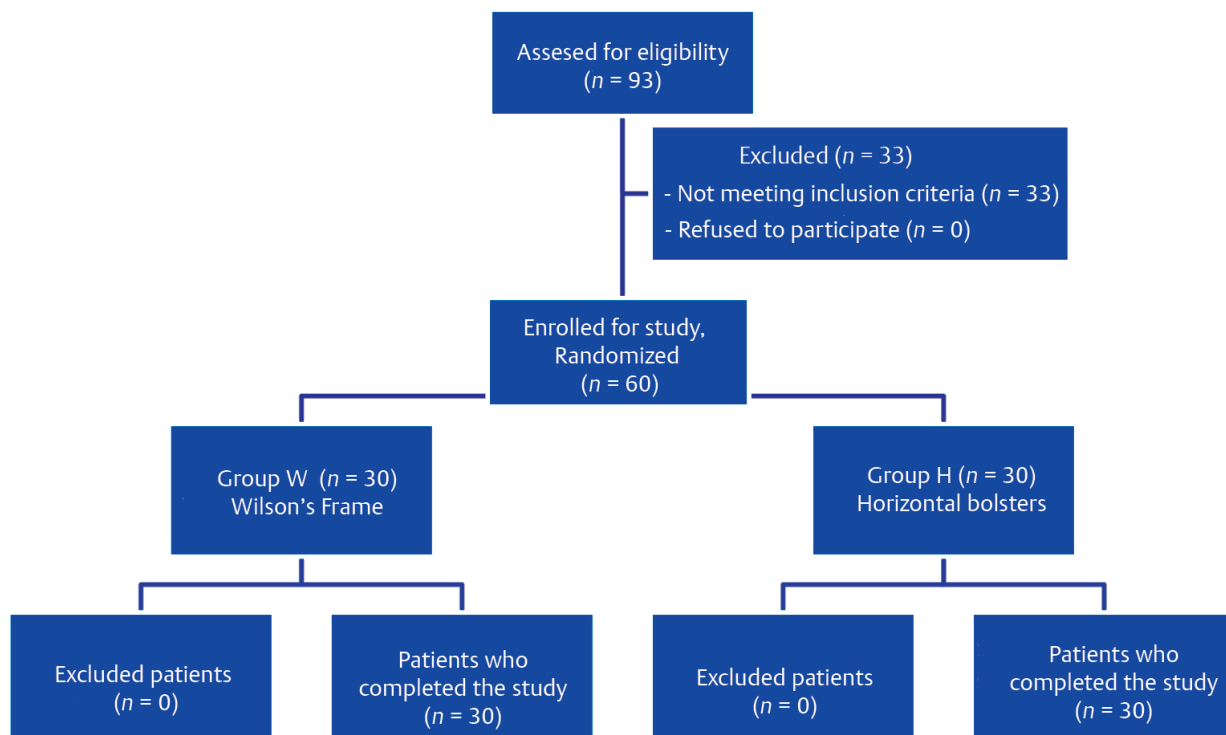 Assesed for eligibility
(n = 93)
Excluded (n = 33)
- Not meeting inclusion criteria (n = 33)
- Refused to participate (n = 0)
Enrolled for study,
Randomized
(n = 60)
Group W (n = 30)
Wilson's Frame
Group H (n = 30)
Horizontal bolsters
Excluded patients
(n = 0)
Patients who
completed the study
(n = 30)
Excluded patients
(n = 0)
Patients who
completed the study
(n = 30)